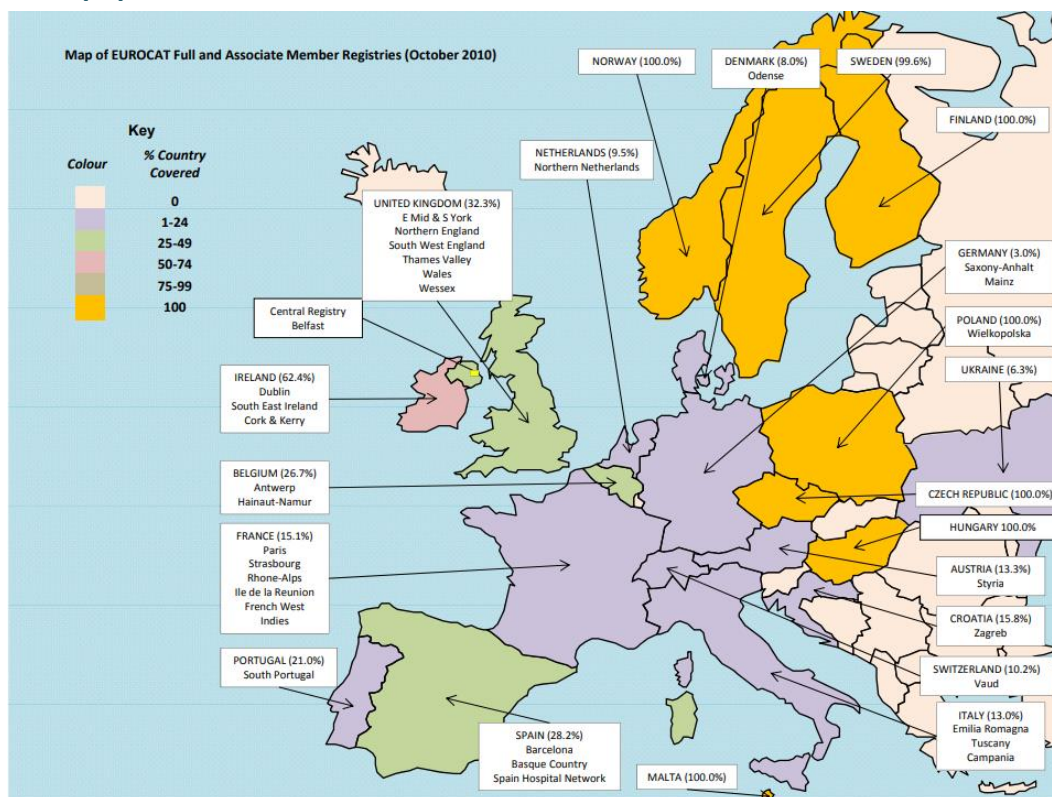 Map of EUROCAT Full and Associate Member Registries (October 2010)
Key
Colour
% Country
Covered
0
1-24
25-49
50-74
75-99
100
NORWAY (100.0%)
DENMARK (8.0%)
Odense
SWEDEN (99.6%)
FINLAND (100.0%)
NETHERLANDS (9.5%)
Northern Netherlands
UNITED KINGDOM (32.3%)
E Mid & S York
Northern England
South West England
Thames Valley
Wales
Wessex
GERMANY (3.0%)
Saxony-Anhalt
Mainz
Central Registry
Belfast
POLAND (100.0%)
Wielkopolska
UKRAINE (6.3%)
IRELAND (62.4%)
Dublin
South East Ireland
Cork & Kerry
BELGIUM (26.7%)
Antwerp
Hainaut-Namur
CZECH REPUBLIC (100.0%)
HUNGARY 100.0%
FRANCE (15.1%)
Paris
Strasbourg
Rhone-Alps
Ile de la Reunion
French West
Indies
AUSTRIA (13.3%)
Styria
CROATIA (15.8%)
Zagreb
PORTUGAL (21.0%)
South Portugal
SWITZERLAND (10.2%)
Vaud
ITALY (13.0%)
Emilia Romagna
Tuscany
Campania
SPAIN (28.2%)
Barcelona
Basque Country
Spain Hospital Network
MALTA (100.0%)